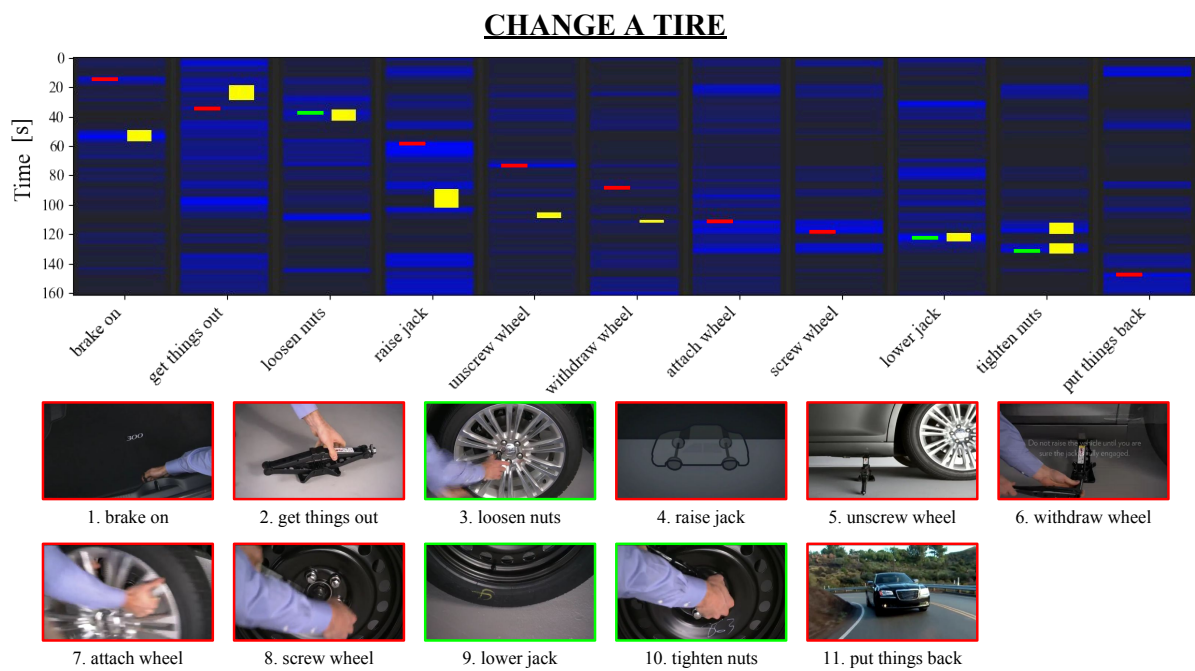 CHANGE A TIRE
Time [s]
0
20
40
60
80
100
120
140
160
brake on
get things out
loosen nuts
raise jack
unscrew wheel
withdraw wheel
attach wheel
screw wheel
lower jack
tighten nuts
put things back
300
Do not raise the vehicle until you are
sure the jack is fully engaged.
1. brake on
2. get things out
3. loosen nuts
4. raise jack
5. unscrew wheel
6. withdraw wheel
7. attach wheel
8. screw wheel
9. lower jack
10. tighten nuts
11. put things back